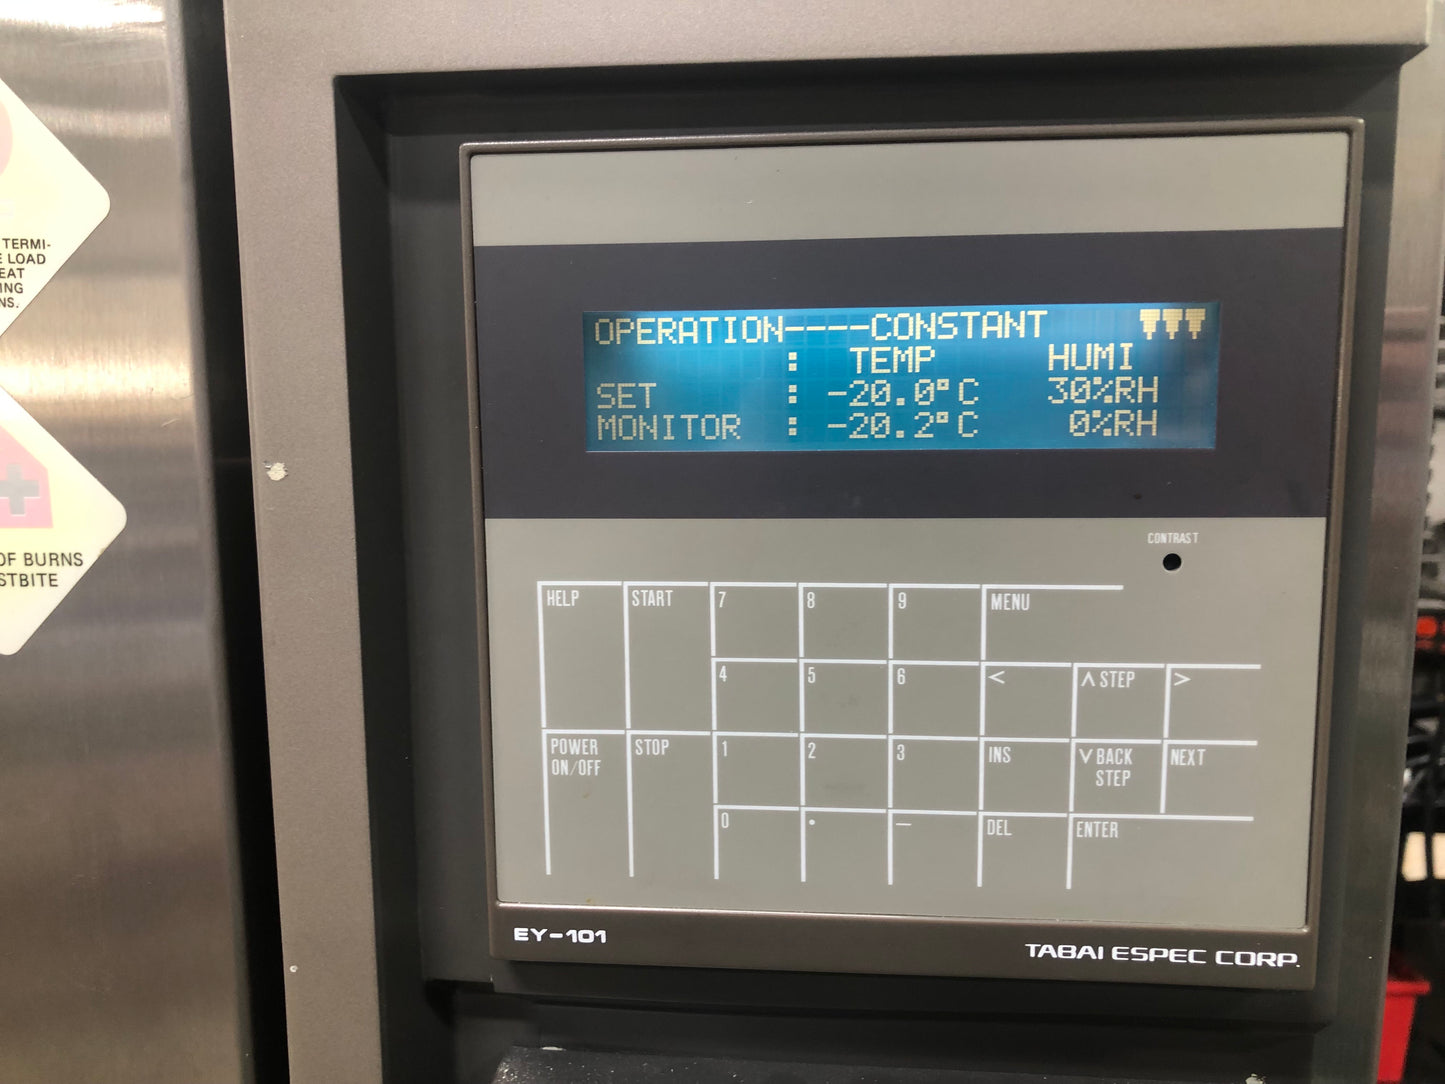 TERMI-
LOAD
EAT
ING
NS.
OF BURNS
STBITE
OPERATION----CONSTANT
: TEMP HUMI
SET : -20.0°C 30%RH
MONITOR : -20.2°C 0%RH
CONTRAST
HELP START 7 8 9 MENU
4 5 6 < ∧ STEP >
POWER ON/OFF STOP 1 2 3 INS ∨ BACK STEP NEXT
0 . — DEL ENTER
EY-101
TABAI ESPEC CORP.